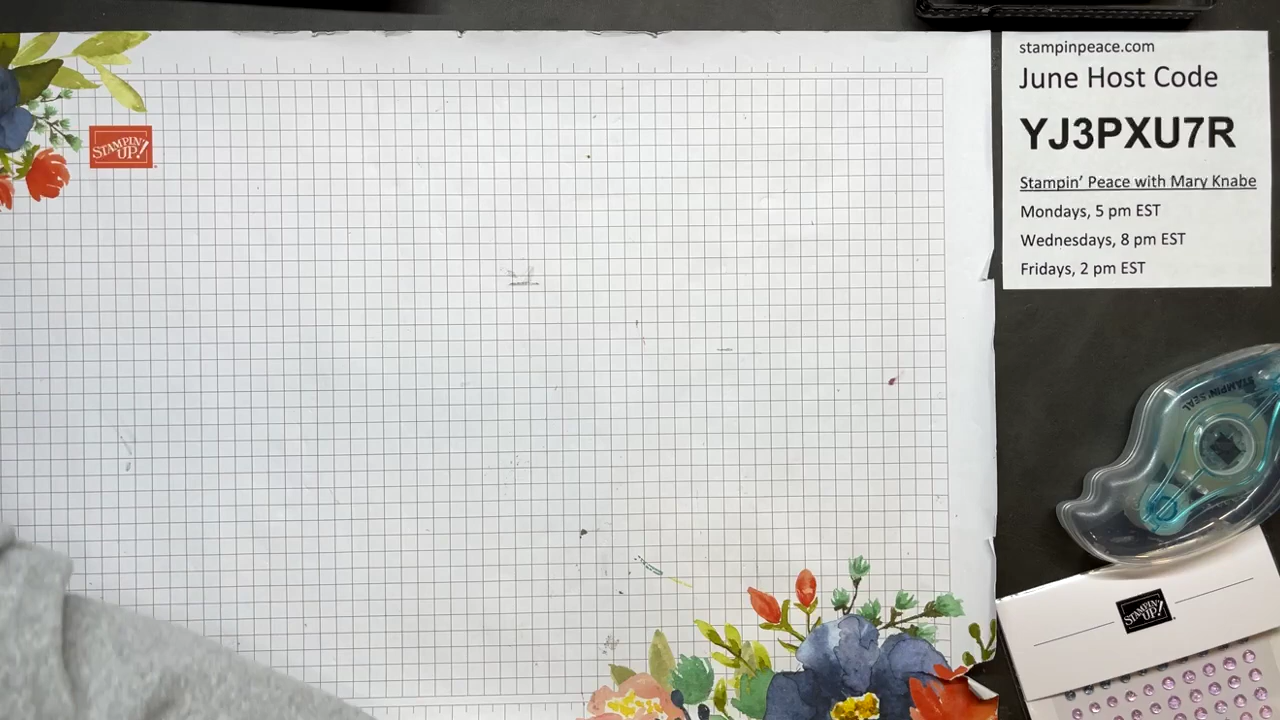 STAMPIN'
UP!
stampinpeace.com
June Host Code
YJ3PXU7R
Stampin' Peace with Mary Knabe
Mondays, 5 pm EST
Wednesdays, 8 pm EST
Fridays, 2 pm EST
STAMPIN' SEAL
STAMPIN'
UP!